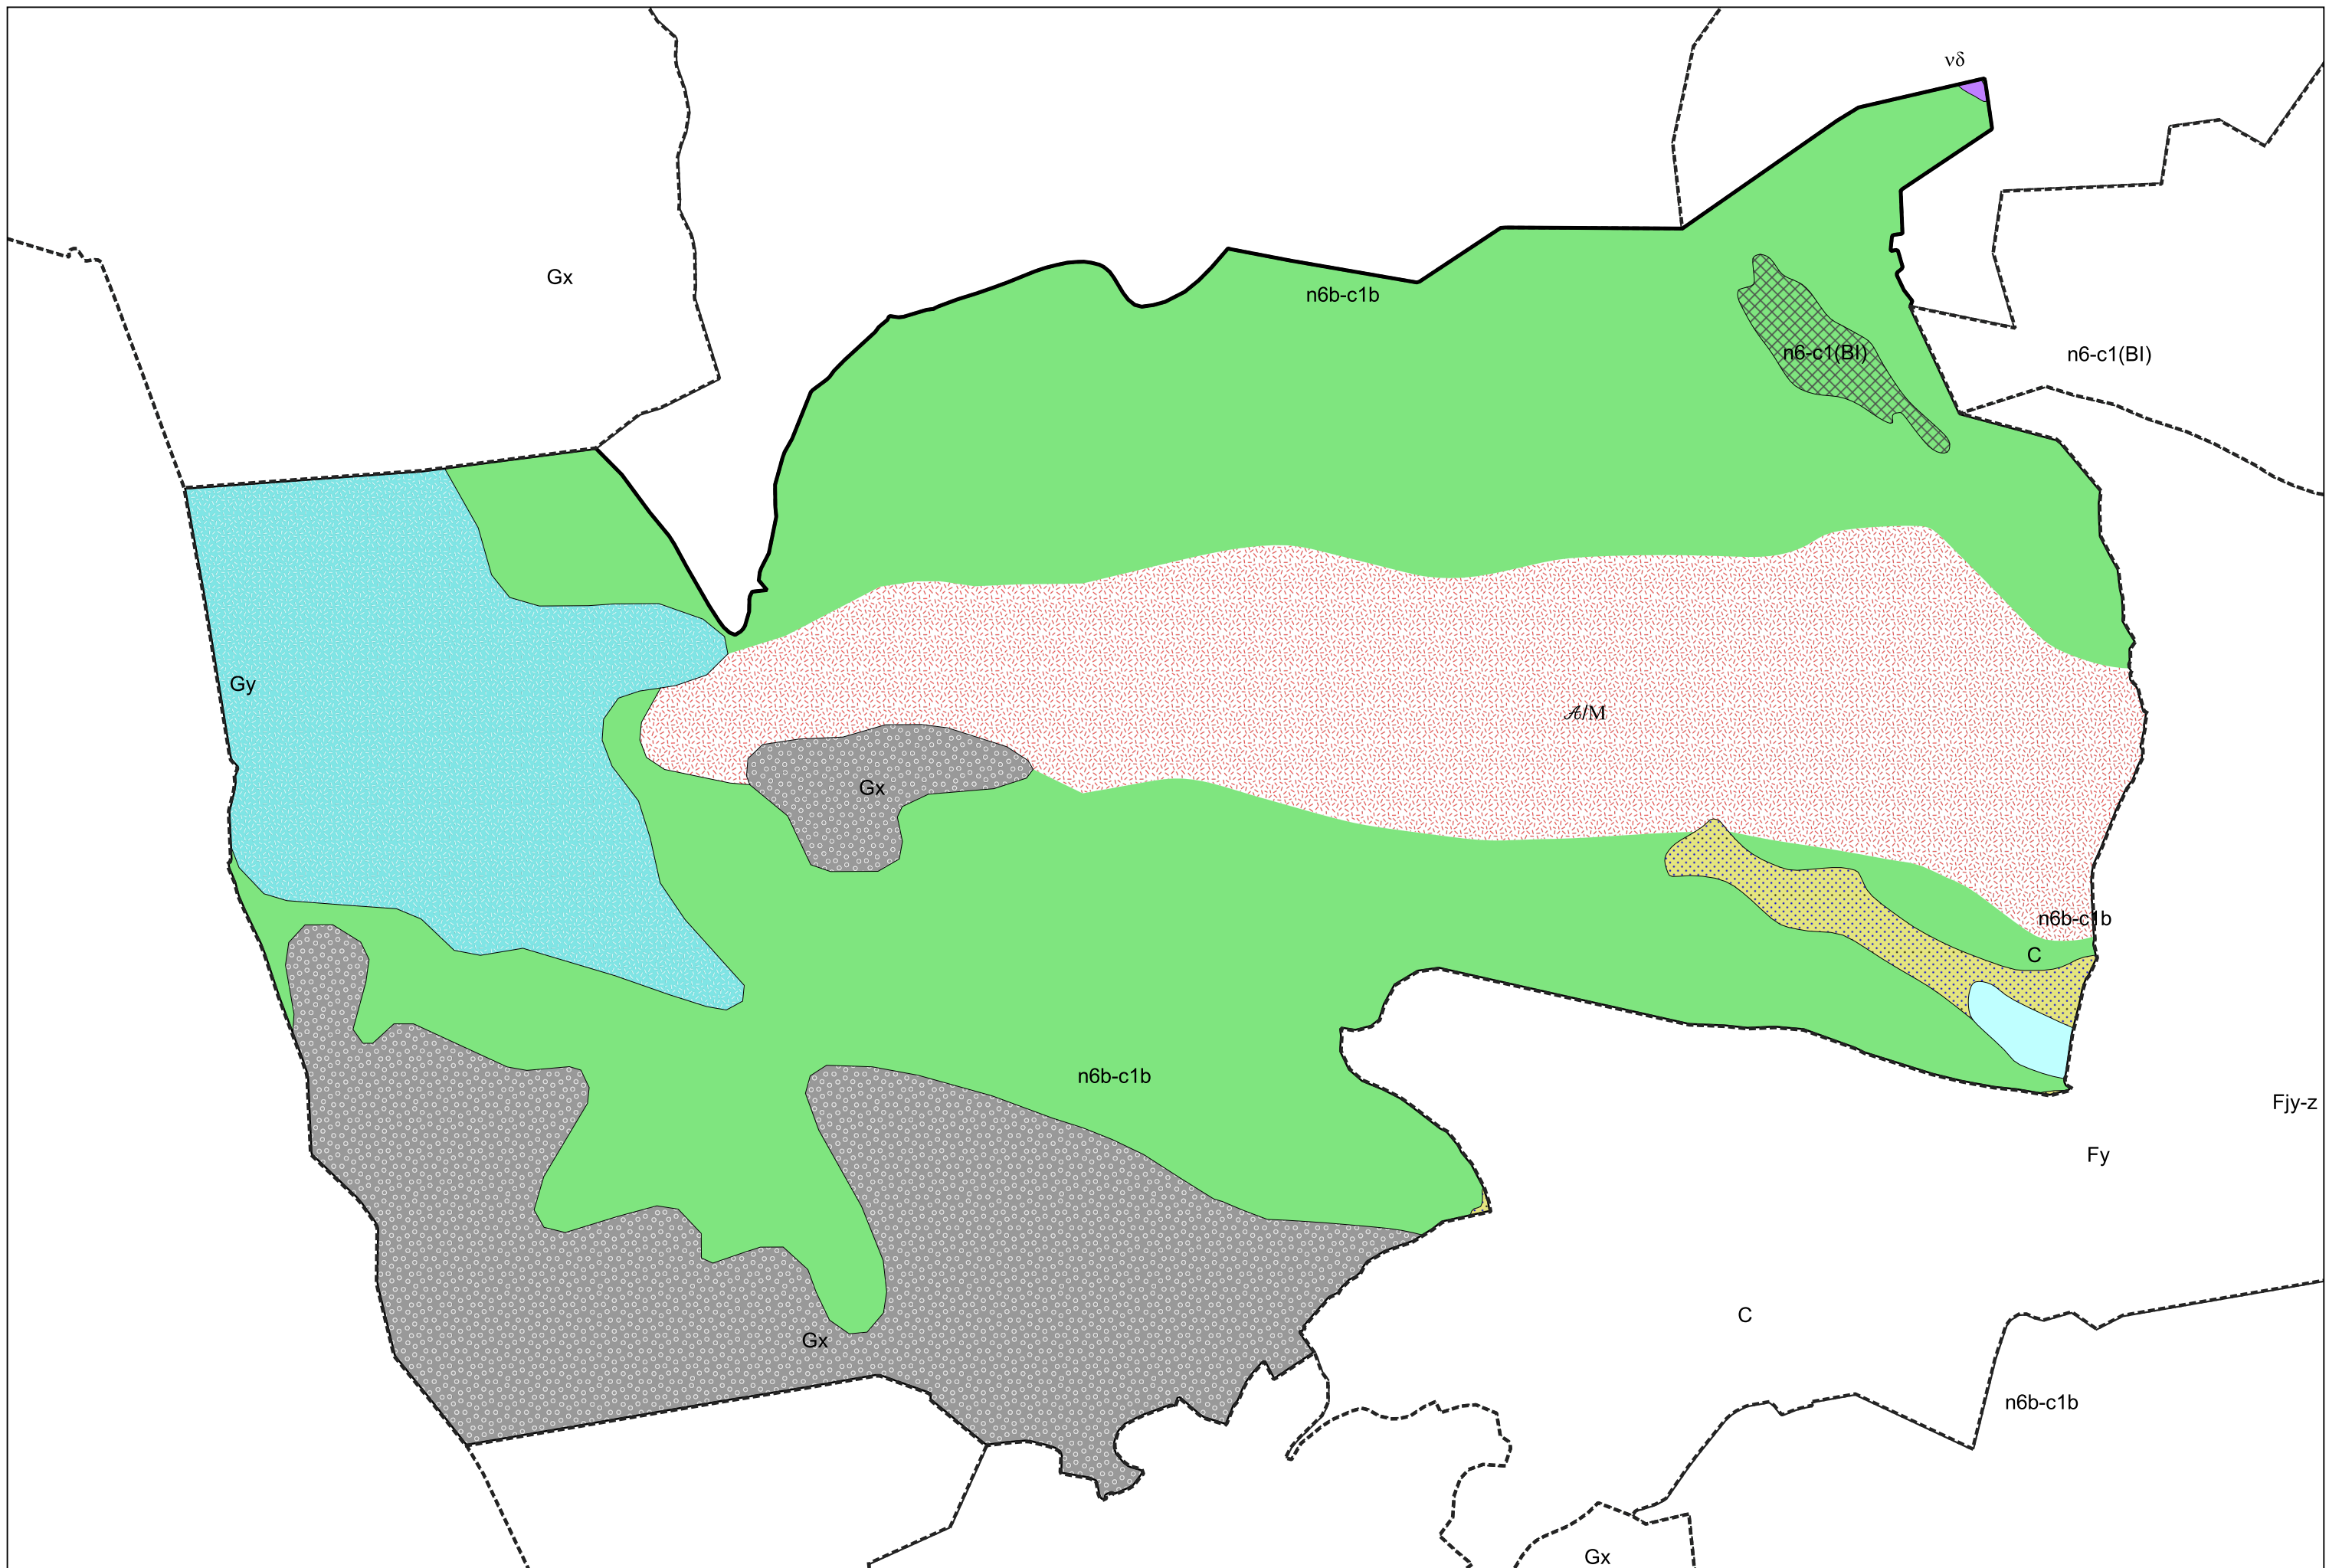 νδ
Gx
n6b-c1b
n6-c1(BI)
n6-c1(BI)
Gy
𝒜/M
Gx
n6b-c1b
C
n6b-c1b
Fjy-z
Fy
C
Gx
n6b-c1b
Gx